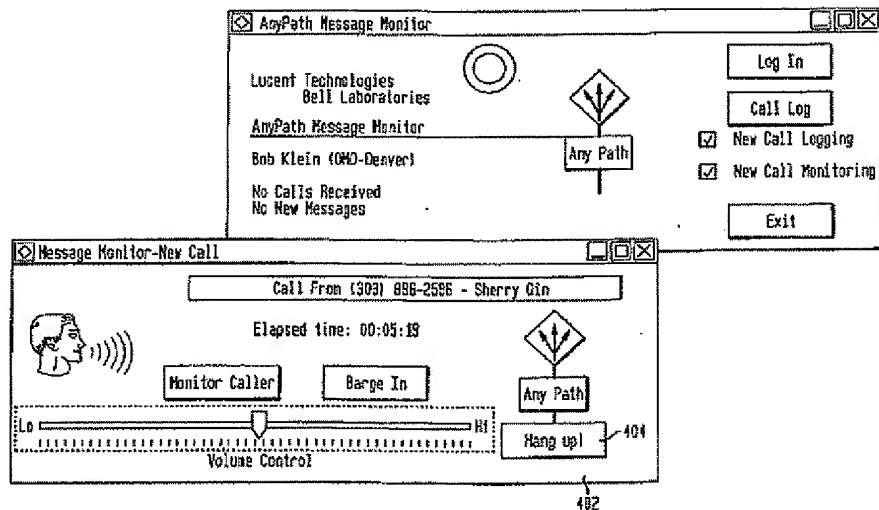 AnyPath Message Monitor
Lucent Technologies
Bell Laboratories
AnyPath Message Monitor
Bob Klein (OMD-Denver)
No Calls Received
No New Messages
Any Path
Log In
Call Log
New Call Logging
New Call Monitoring
Exit
Message Monitor-New Call
Call From (303) 896-2596 - Sherry Gin
Elapsed time: 00:05:19
Monitor Caller
Barge In
Any Path
Lo
Hi
Hang up!
404
Volume Control
402